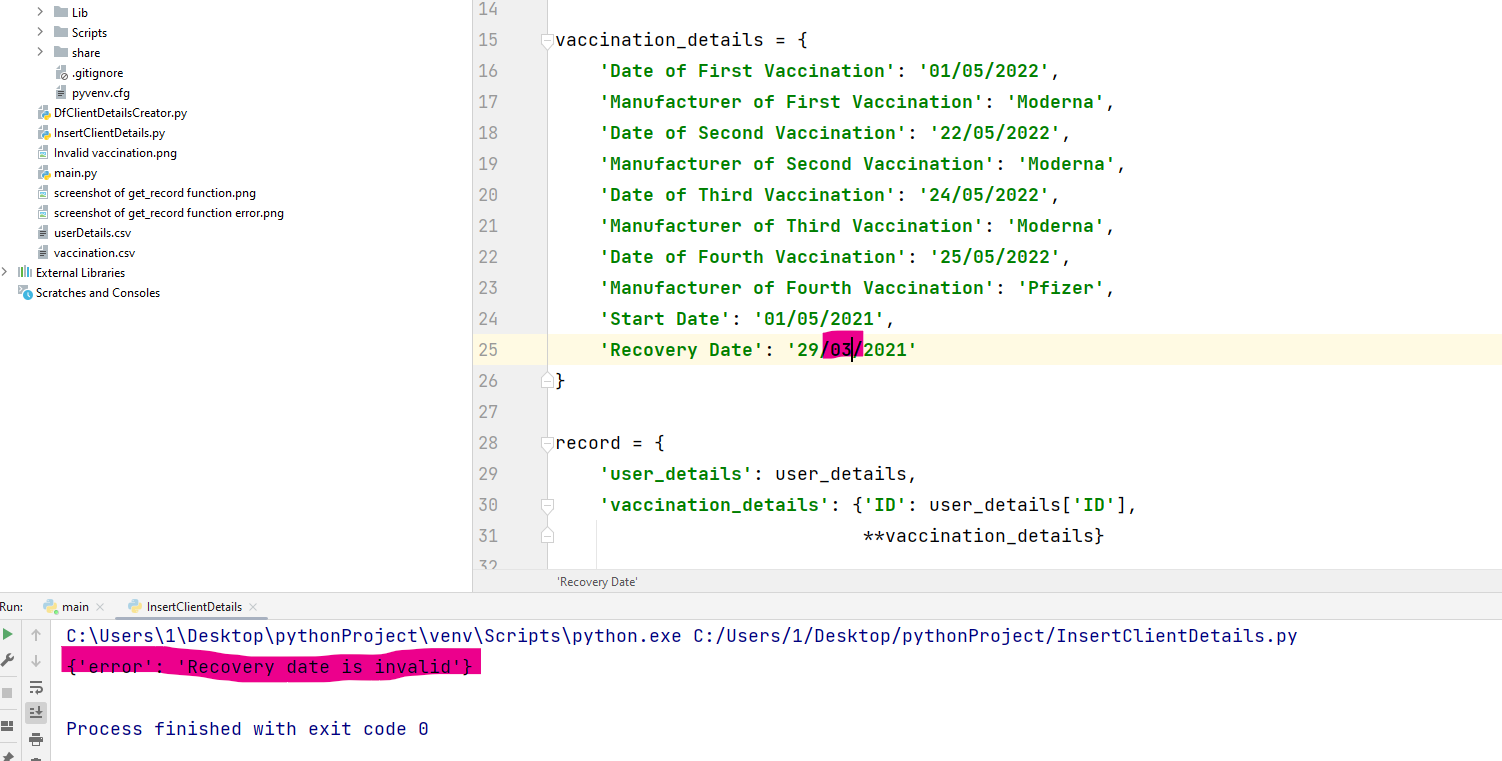 Lib
Scripts
share
.gitignore
pyvenv.cfg
DfClientDetailsCreator.py
InsertClientDetails.py
Invalid vaccination.png
main.py
screenshot of get_record function.png
screenshot of get_record function error.png
userDetails.csv
vaccination.csv
External Libraries
Scratches and Consoles
14
15 vaccination_details = {
16 'Date of First Vaccination': '01/05/2022',
17 'Manufacturer of First Vaccination': 'Moderna',
18 'Date of Second Vaccination': '22/05/2022',
19 'Manufacturer of Second Vaccination': 'Moderna',
20 'Date of Third Vaccination': '24/05/2022',
21 'Manufacturer of Third Vaccination': 'Moderna',
22 'Date of Fourth Vaccination': '25/05/2022',
23 'Manufacturer of Fourth Vaccination': 'Pfizer',
24 'Start Date': '01/05/2021',
25 'Recovery Date': '29/03/2021'
26 }
27
28 record = {
29 'user_details': user_details,
30 'vaccination_details': {'ID': user_details['ID'],
31 **vaccination_details}
32
'Recovery Date'
Run: main InsertClientDetails
C:\Users\1\Desktop\pythonProject\venv\Scripts\python.exe C:/Users/1/Desktop/pythonProject/InsertClientDetails.py
{'error': 'Recovery date is invalid'}
Process finished with exit code 0